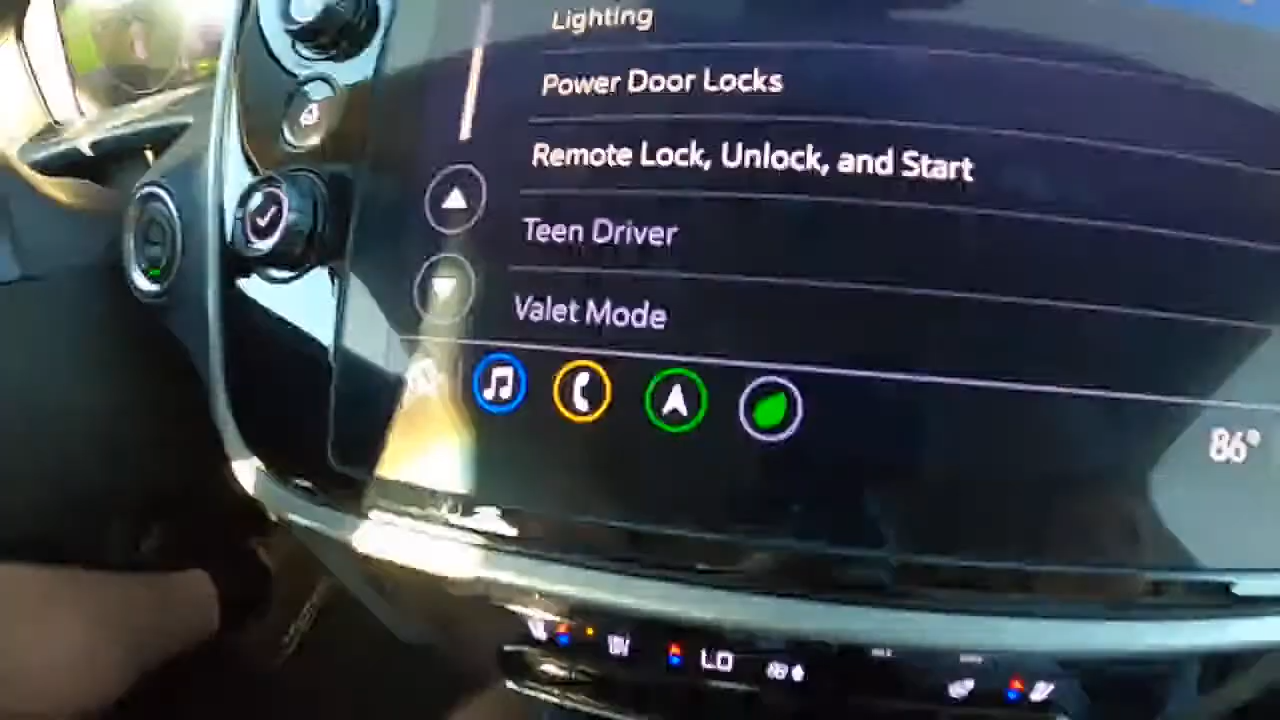 Lighting
Power Door Locks
Remote Lock, Unlock, and Start
Teen Driver
Valet Mode
86°
LO